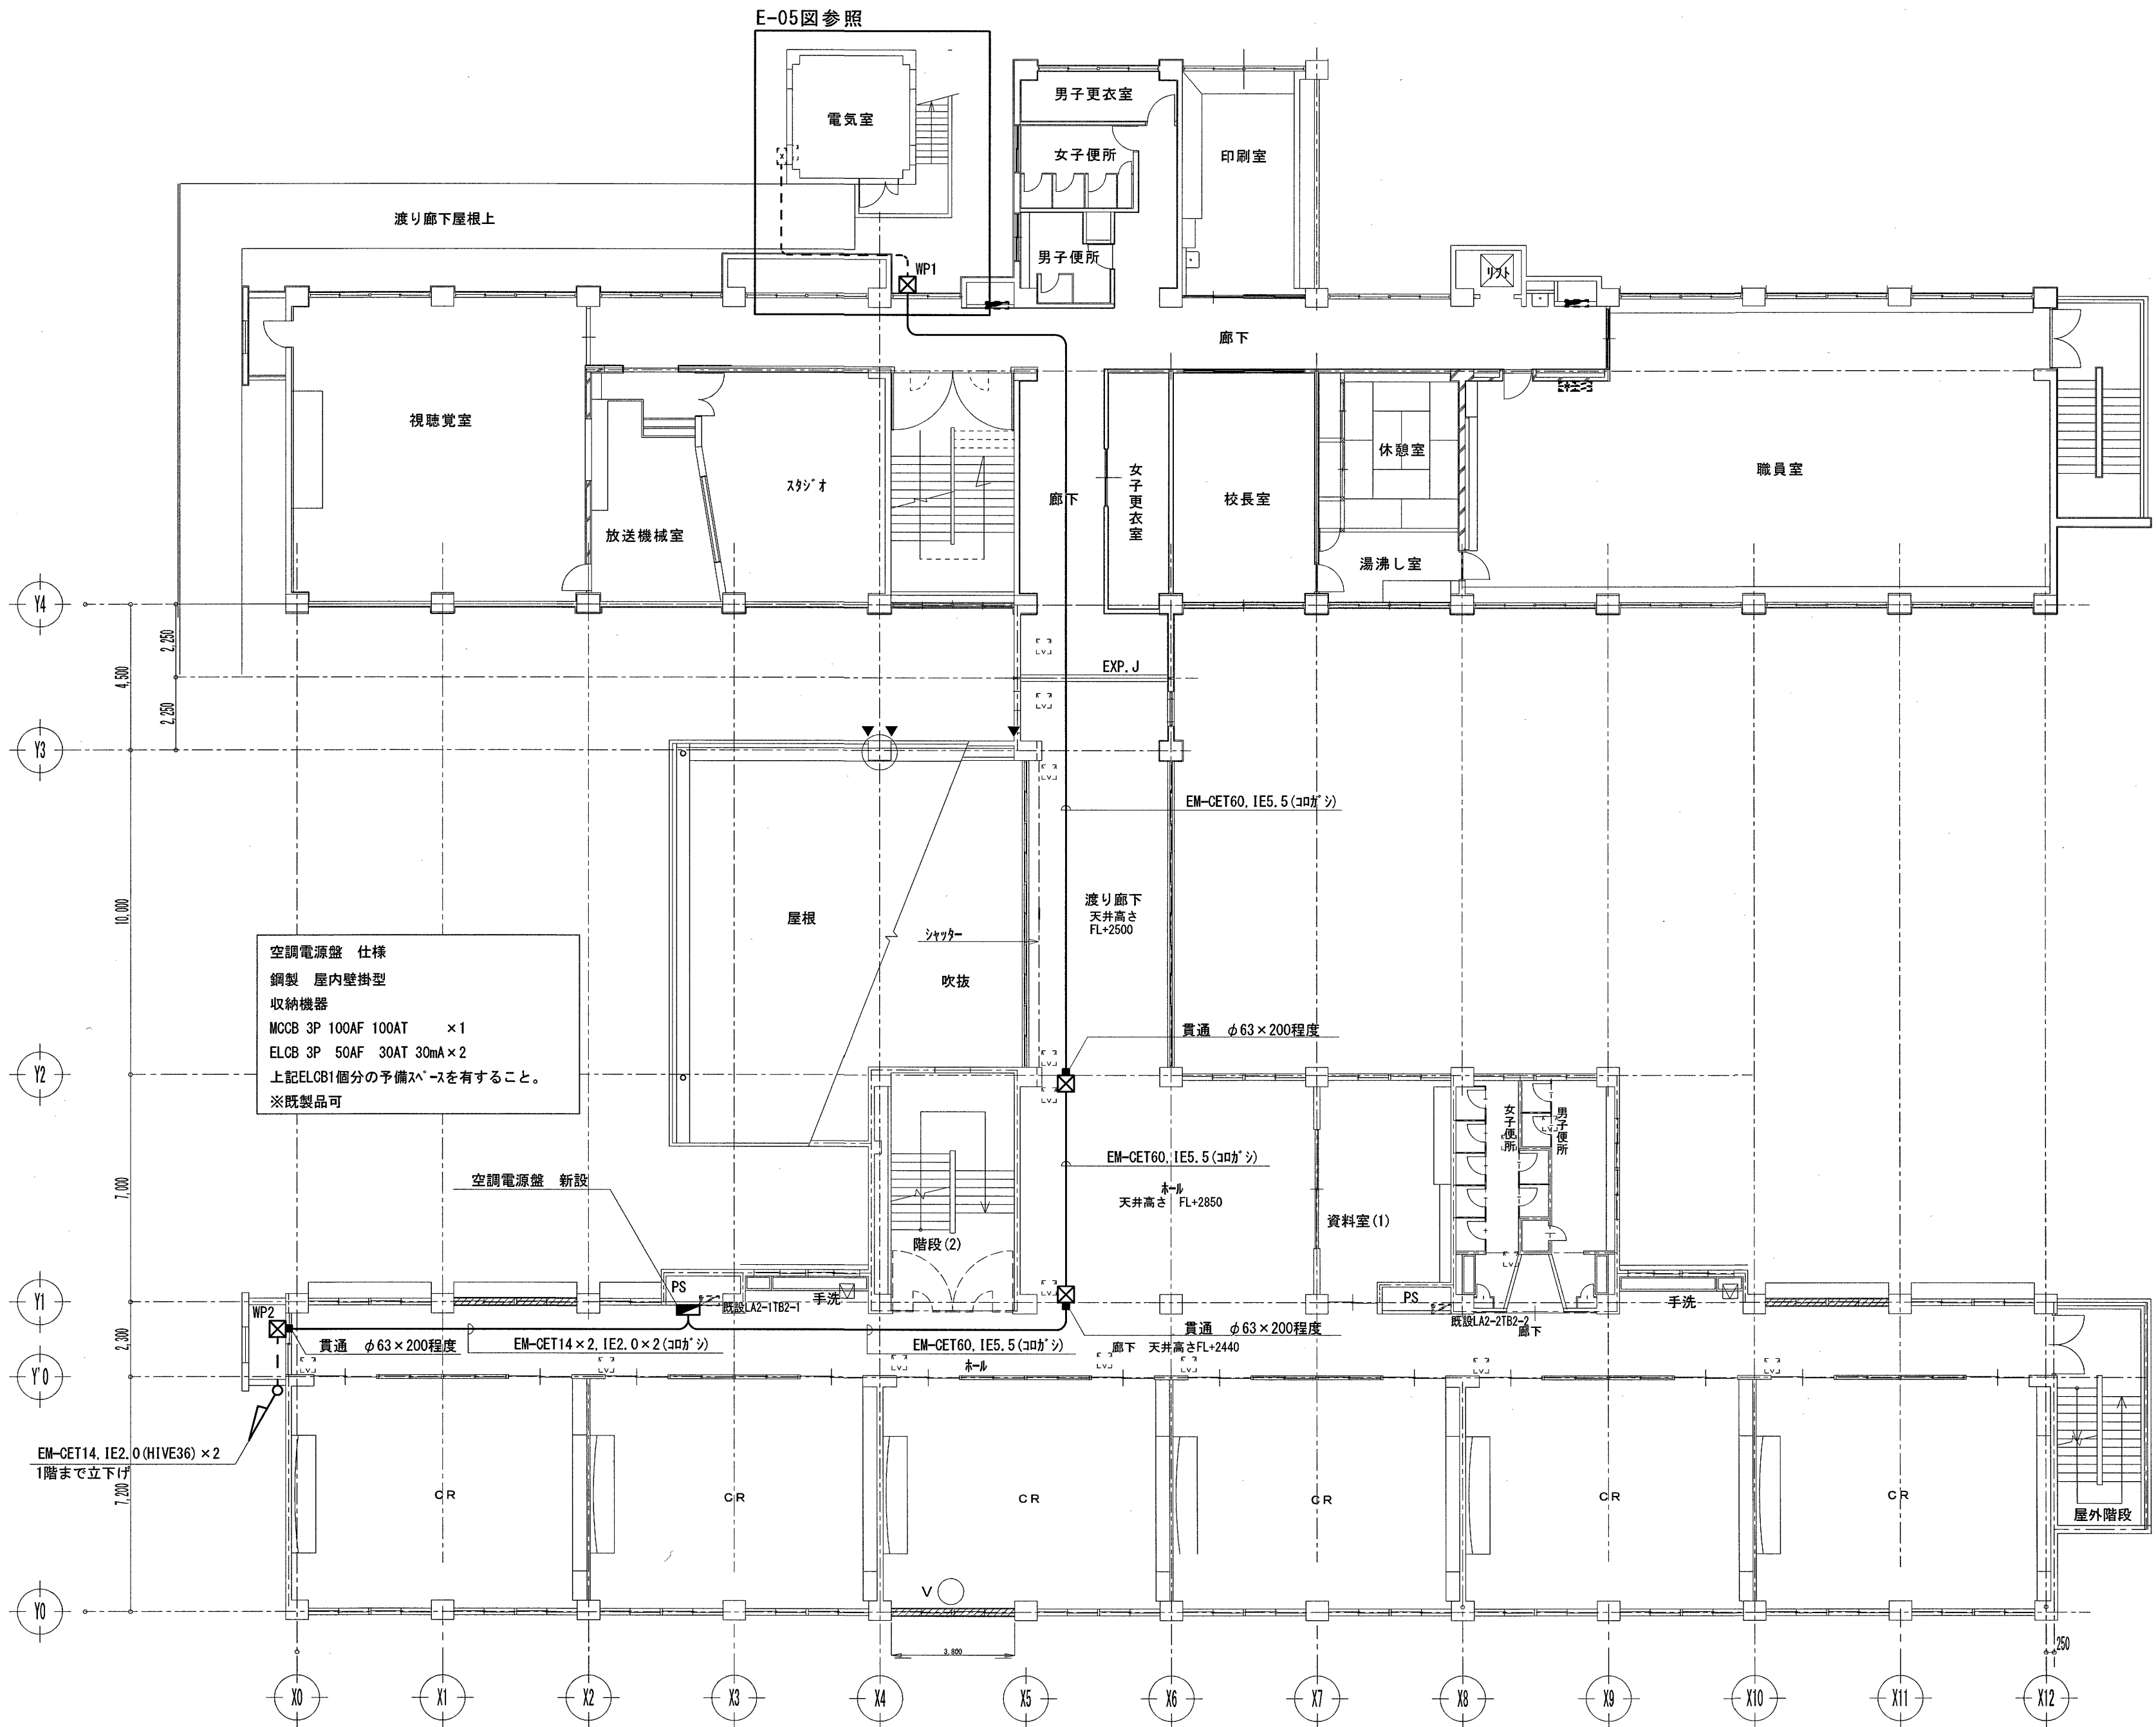 E-05図参照
電気室
男子更衣室
女子便所
印刷室
渡り廊下屋根上
男子便所
WP1
リフト
廊下
視聴覚室
放送機械室
スタジオ
廊下
女子更衣室
校長室
休憩室
湯沸し室
職員室
Y4
2,250
4,500
EXP.J
2,250
Y3
EM-CET60,IE5.5(コロガシ)
10,000
屋根
シャッター
吹抜
渡り廊下
天井高さ
FL+2500
空調電源盤 仕様
鋼製 屋内壁掛型
収納機器
MCCB 3P 100AF 100AT ×1
ELCB 3P 50AF 30AT 30mA×2
上記ELCB1個分の予備スペースを有すること。
※既製品可
貫通 φ63×200程度
Y2
女子便所
男子便所
EM-CET60,IE5.5(コロガシ)
ホール
天井高さ FL+2850
7,000
空調電源盤 新設
階段(2)
資料室(1)
PS
既設LA2-1TB2-1
手洗
PS
既設LA2-2TB2-2
廊下
手洗
Y1
WP2
貫通 φ63×200程度
EM-CET14×2,IE2.0×2(コロガシ)
EM-CET60,IE5.5(コロガシ)
貫通 φ63×200程度
廊下 天井高さFL+2440
ホール
2,300
Y'0
EM-CET14,IE2.0(HIVE36)×2
1階まで立下げ
7,200
CR
CR
CR
CR
CR
CR
屋外階段
V
Y0
3,800
250
X0
X1
X2
X3
X4
X5
X6
X7
X8
X9
X10
X11
X12